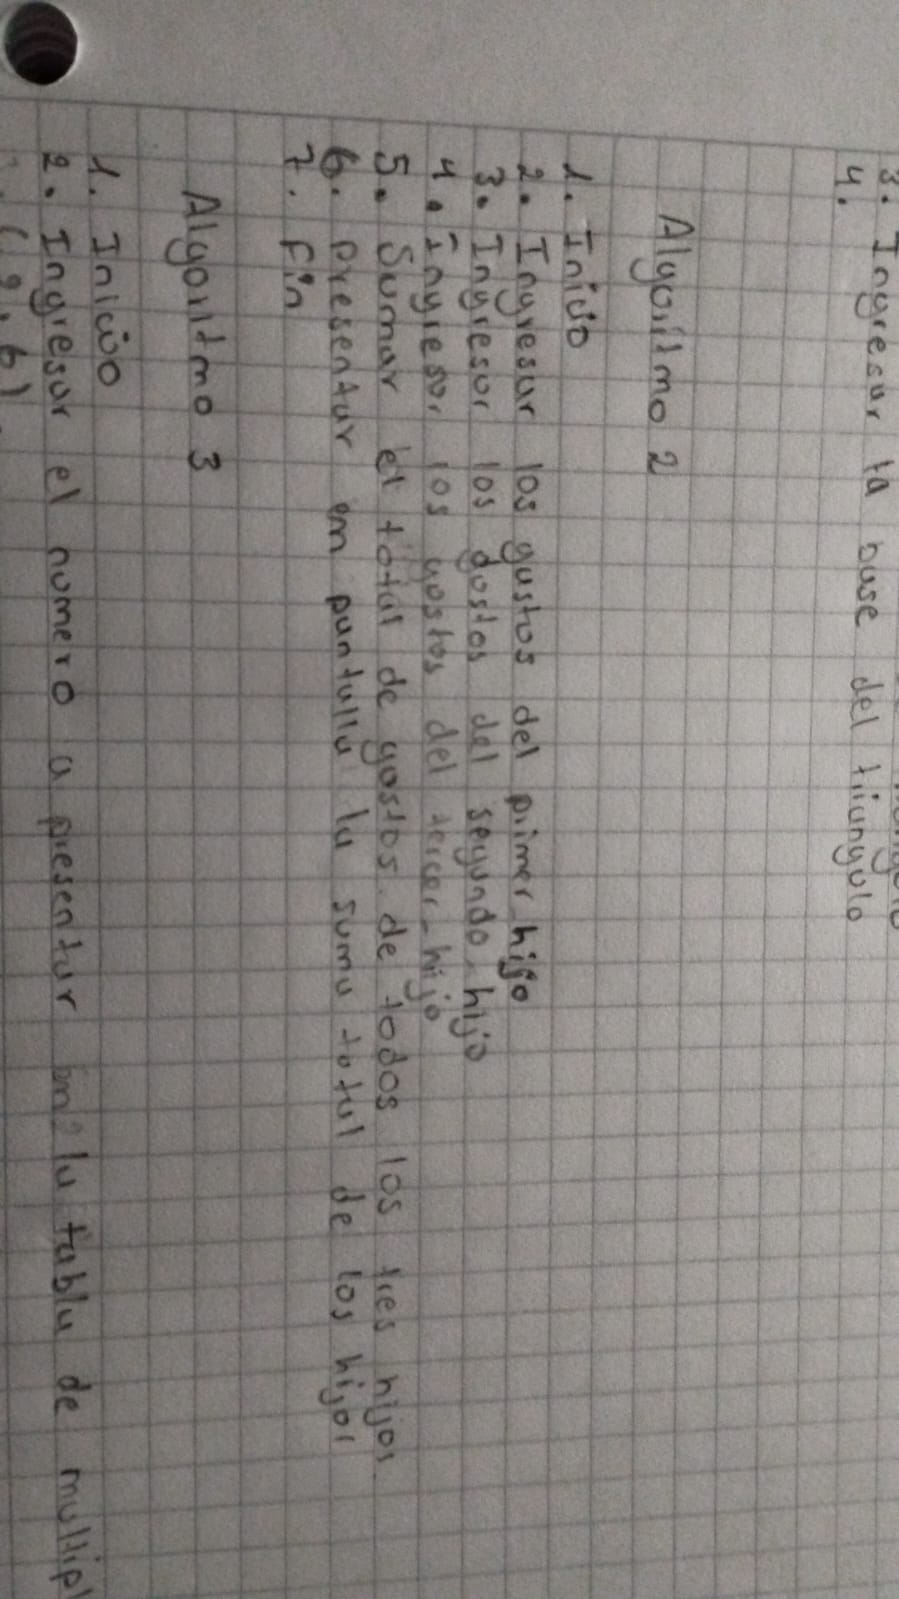 3. Ingresar la base del triangulo
4.
Algoritmo 2
1. Inicio
2. Ingresar los gastos del primer hijo
3. Ingresar los gastos del segundo hijo
4. Ingresar los gastos del tercer hijo
5. Sumar el total de gastos de todos los tres hijos
6. presentar en pantalla la suma total de los hijos
7. Fin
Algoritmo 3
1. Inicio
2. Ingresar el numero a presentar en la tabla de multipl